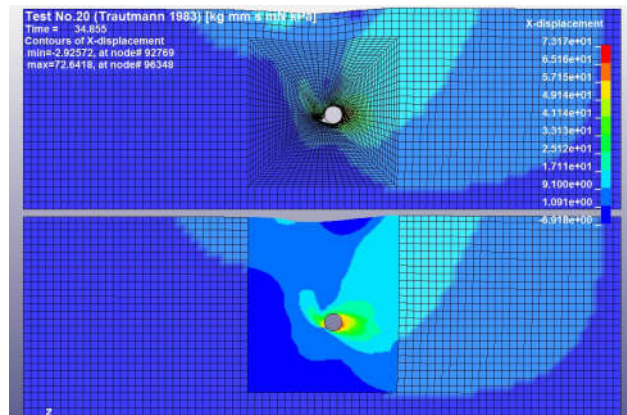 Test No.20 (Trautmann 1983) [kg mm s mN kPa]
Time = 34.855
Contours of X-displacement
min=-2.92572, at node# 92769
max=72.6418, at node# 96348
X-displacement
7.317e+01
6.516e+01
5.715e+01
4.914e+01
4.114e+01
3.313e+01
2.512e+01
1.711e+01
9.100e+00
1.091e+00
-6.918e+00
Z